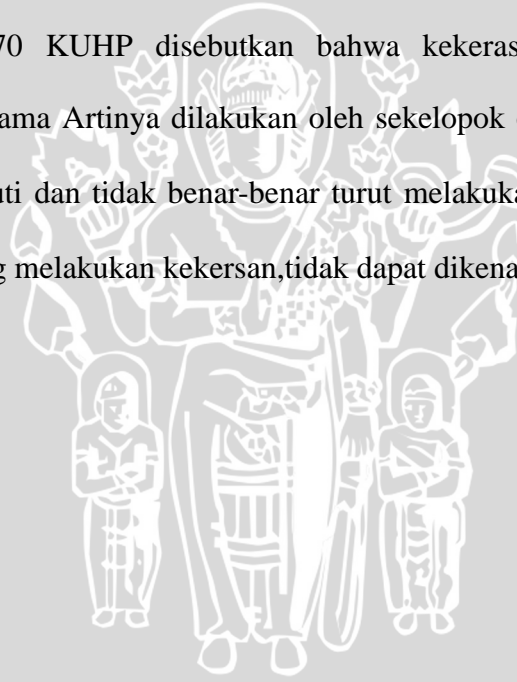 70 KUHP disebutkan bahwa kekeras
ama Artinya dilakukan oleh sekelopok
uti dan tidak benar-benar turut melakuka
g melakukan kekersan,tidak dapat dikena